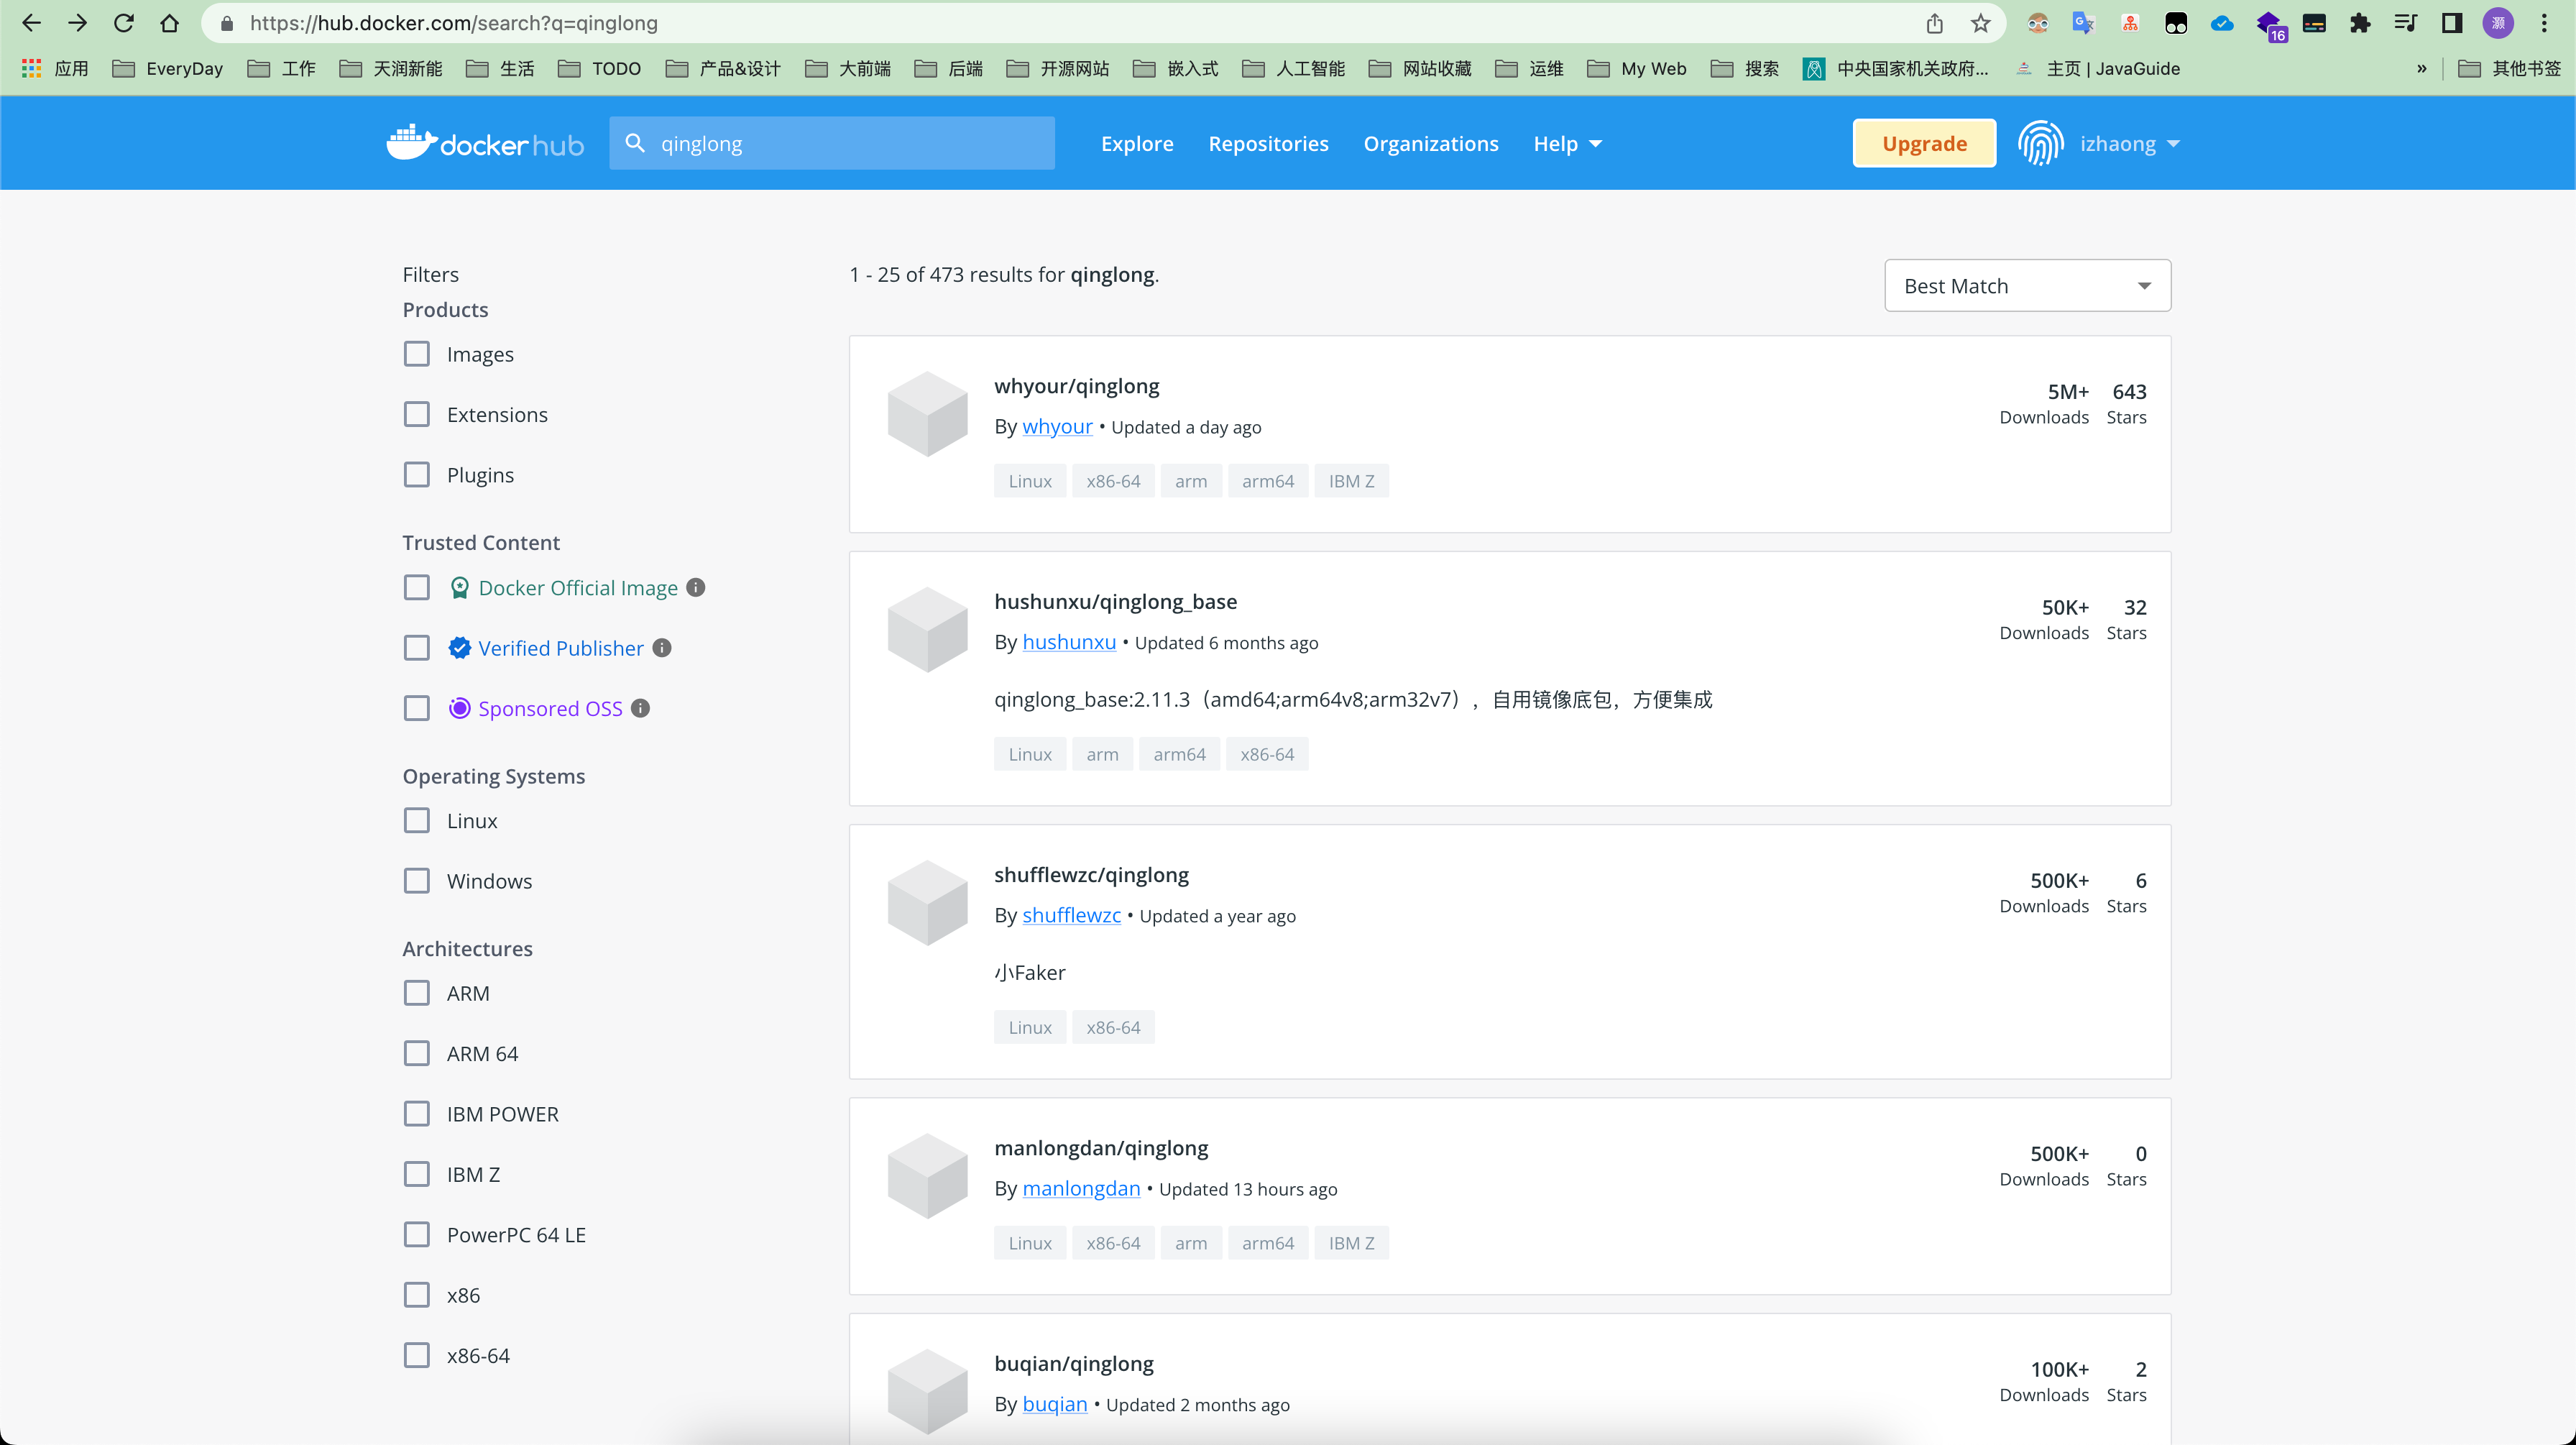 https://hub.docker.com/search?q=qinglong
16
灏
应用 EveryDay 工作 天润新能 生活 TODO 产品&设计 大前端 后端 开源网站 嵌入式 人工智能 网站收藏 运维 My Web 搜索 中央国家机关政府... 主页 | JavaGuide » 其他书签
docker hub qinglong Explore Repositories Organizations Help Upgrade izhaong
Filters
Products
Images
Extensions
Plugins
Trusted Content
Docker Official Image
Verified Publisher
Sponsored OSS
Operating Systems
Linux
Windows
Architectures
ARM
ARM 64
IBM POWER
IBM Z
PowerPC 64 LE
x86
x86-64
1 - 25 of 473 results for qinglong.
Best Match
whyour/qinglong
By whyour • Updated a day ago
Linux x86-64 arm arm64 IBM Z
5M+ 643
Downloads Stars
hushunxu/qinglong_base
By hushunxu • Updated 6 months ago
qinglong_base:2.11.3（amd64;arm64v8;arm32v7），自用镜像底包，方便集成
Linux arm arm64 x86-64
50K+ 32
Downloads Stars
shufflewzc/qinglong
By shufflewzc • Updated a year ago
小Faker
Linux x86-64
500K+ 6
Downloads Stars
manlongdan/qinglong
By manlongdan • Updated 13 hours ago
Linux x86-64 arm arm64 IBM Z
500K+ 0
Downloads Stars
buqian/qinglong
By buqian • Updated 2 months ago
100K+ 2
Downloads Stars